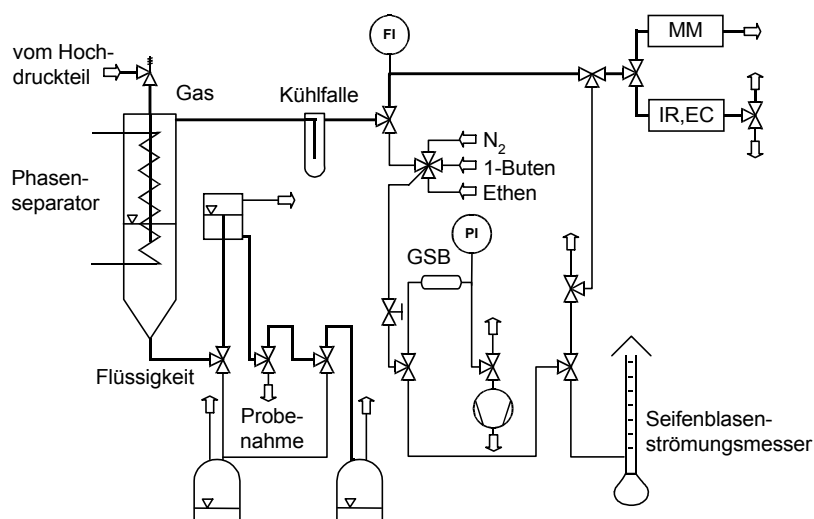 FI
MM
vom Hoch-
druckteil
Gas
Kühlfalle
IR,EC
N2
1-Buten
Ethen
Phasen-
separator
PI
GSB
Flüssigkeit
Probe-
nahme
Seifenblasen-
strömungsmesser